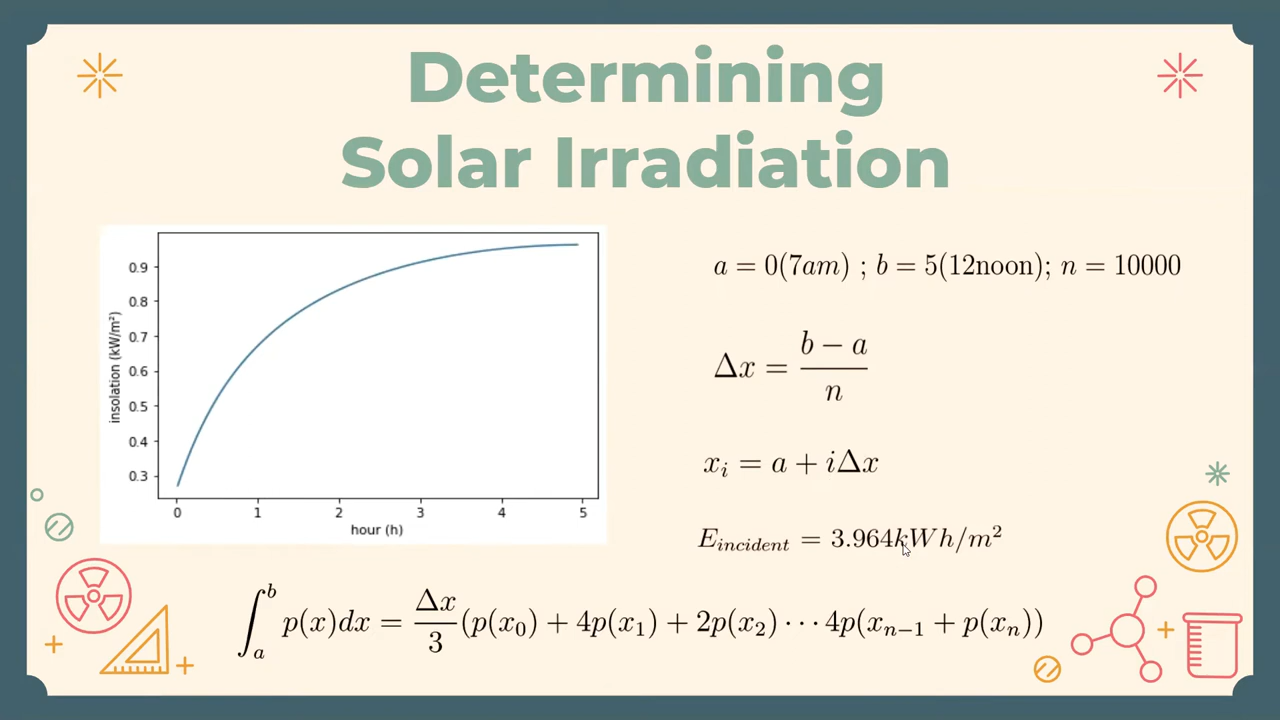 Determining
Solar Irradiation
insolation (kW/m²)
0.9
0.8
0.7
0.6
0.5
0.4
0.3
0 1 2 3 4 5
hour (h)
a = 0(7am) ; b = 5(12noon); n = 10000
Δx = (b − a)/n
x_i = a + iΔx
E_incident = 3.964kWh/m²
∫_a^b p(x)dx = Δx/3 (p(x_0) + 4p(x_1) + 2p(x_2) ⋯ 4p(x_{n−1} + p(x_n))